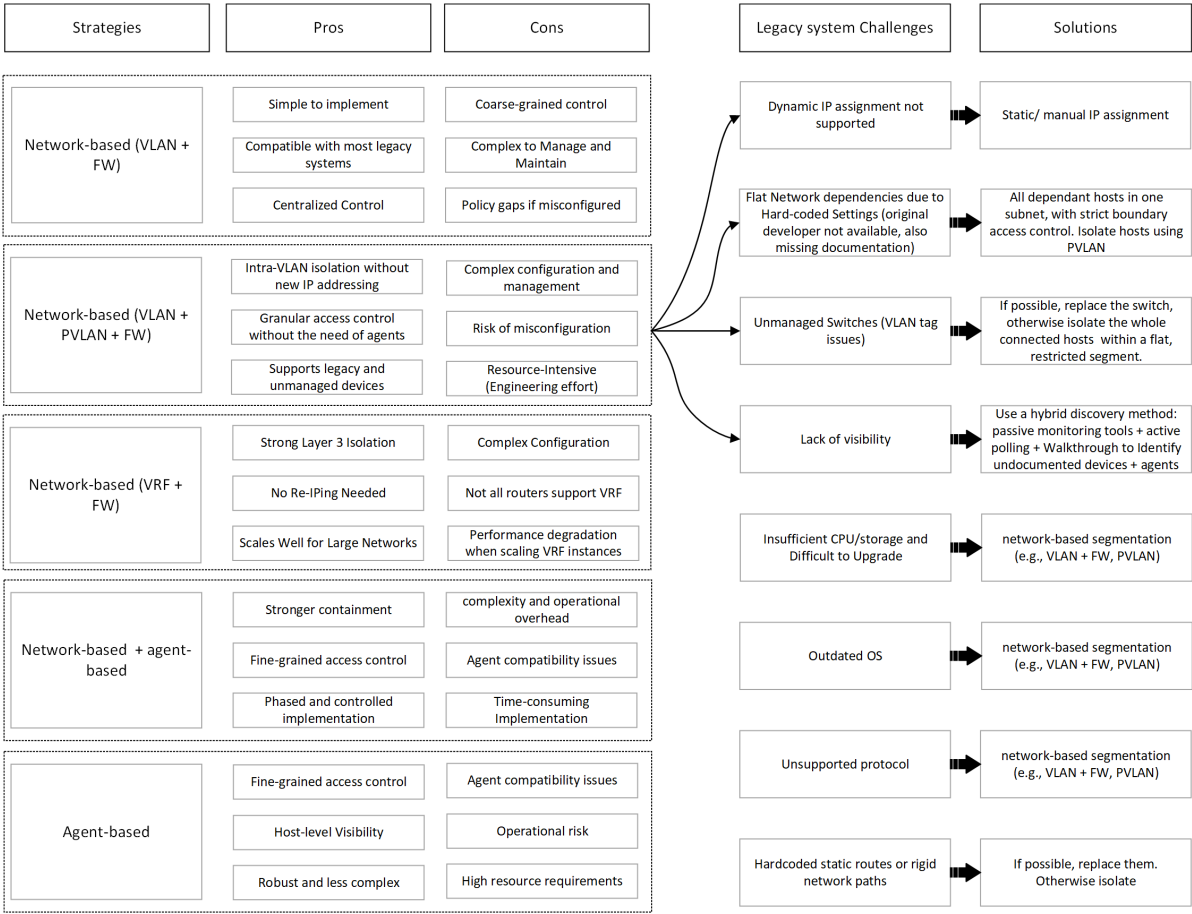 Strategies
Pros
Cons
Legacy system Challenges
Solutions
Network-based (VLAN +
FW)
Simple to implement
Coarse-grained control
Compatible with most legacy
systems
Complex to Manage and
Maintain
Centralized Control
Policy gaps if misconfigured
Network-based (VLAN +
PVLAN + FW)
Intra-VLAN isolation without
new IP addressing
Complex configuration and
management
Granular access control
without the need of agents
Risk of misconfiguration
Supports legacy and
unmanaged devices
Resource-Intensive
(Engineering effort)
Network-based (VRF +
FW)
Strong Layer 3 Isolation
Complex Configuration
No Re-IPing Needed
Not all routers support VRF
Scales Well for Large Networks
Performance degradation
when scaling VRF instances
Network-based  + agent-
based
Stronger containment
complexity and operational
overhead
Fine-grained access control
Agent compatibility issues
Phased and controlled
implementation
Time-consuming
Implementation
Agent-based
Fine-grained access control
Agent compatibility issues
Host-level Visibility
Operational risk
Robust and less complex
High resource requirements
Dynamic IP assignment not
supported
Static/ manual IP assignment
Flat Network dependencies due to
Hard-coded Settings (original
developer not available, also
missing documentation)
All dependant hosts in one
subnet, with strict boundary
access control. Isolate hosts using
PVLAN
Unmanaged Switches (VLAN tag
issues)
If possible, replace the switch,
otherwise isolate the whole
connected hosts  within a flat,
restricted segment.
Lack of visibility
Use a hybrid discovery method:
passive monitoring tools + active
polling + Walkthrough to Identify
undocumented devices + agents
Insufficient CPU/storage and
Difficult to Upgrade
network-based segmentation
(e.g., VLAN + FW, PVLAN)
Outdated OS
network-based segmentation
(e.g., VLAN + FW, PVLAN)
Unsupported protocol
network-based segmentation
(e.g., VLAN + FW, PVLAN)
Hardcoded static routes or rigid
network paths
If possible, replace them.
Otherwise isolate